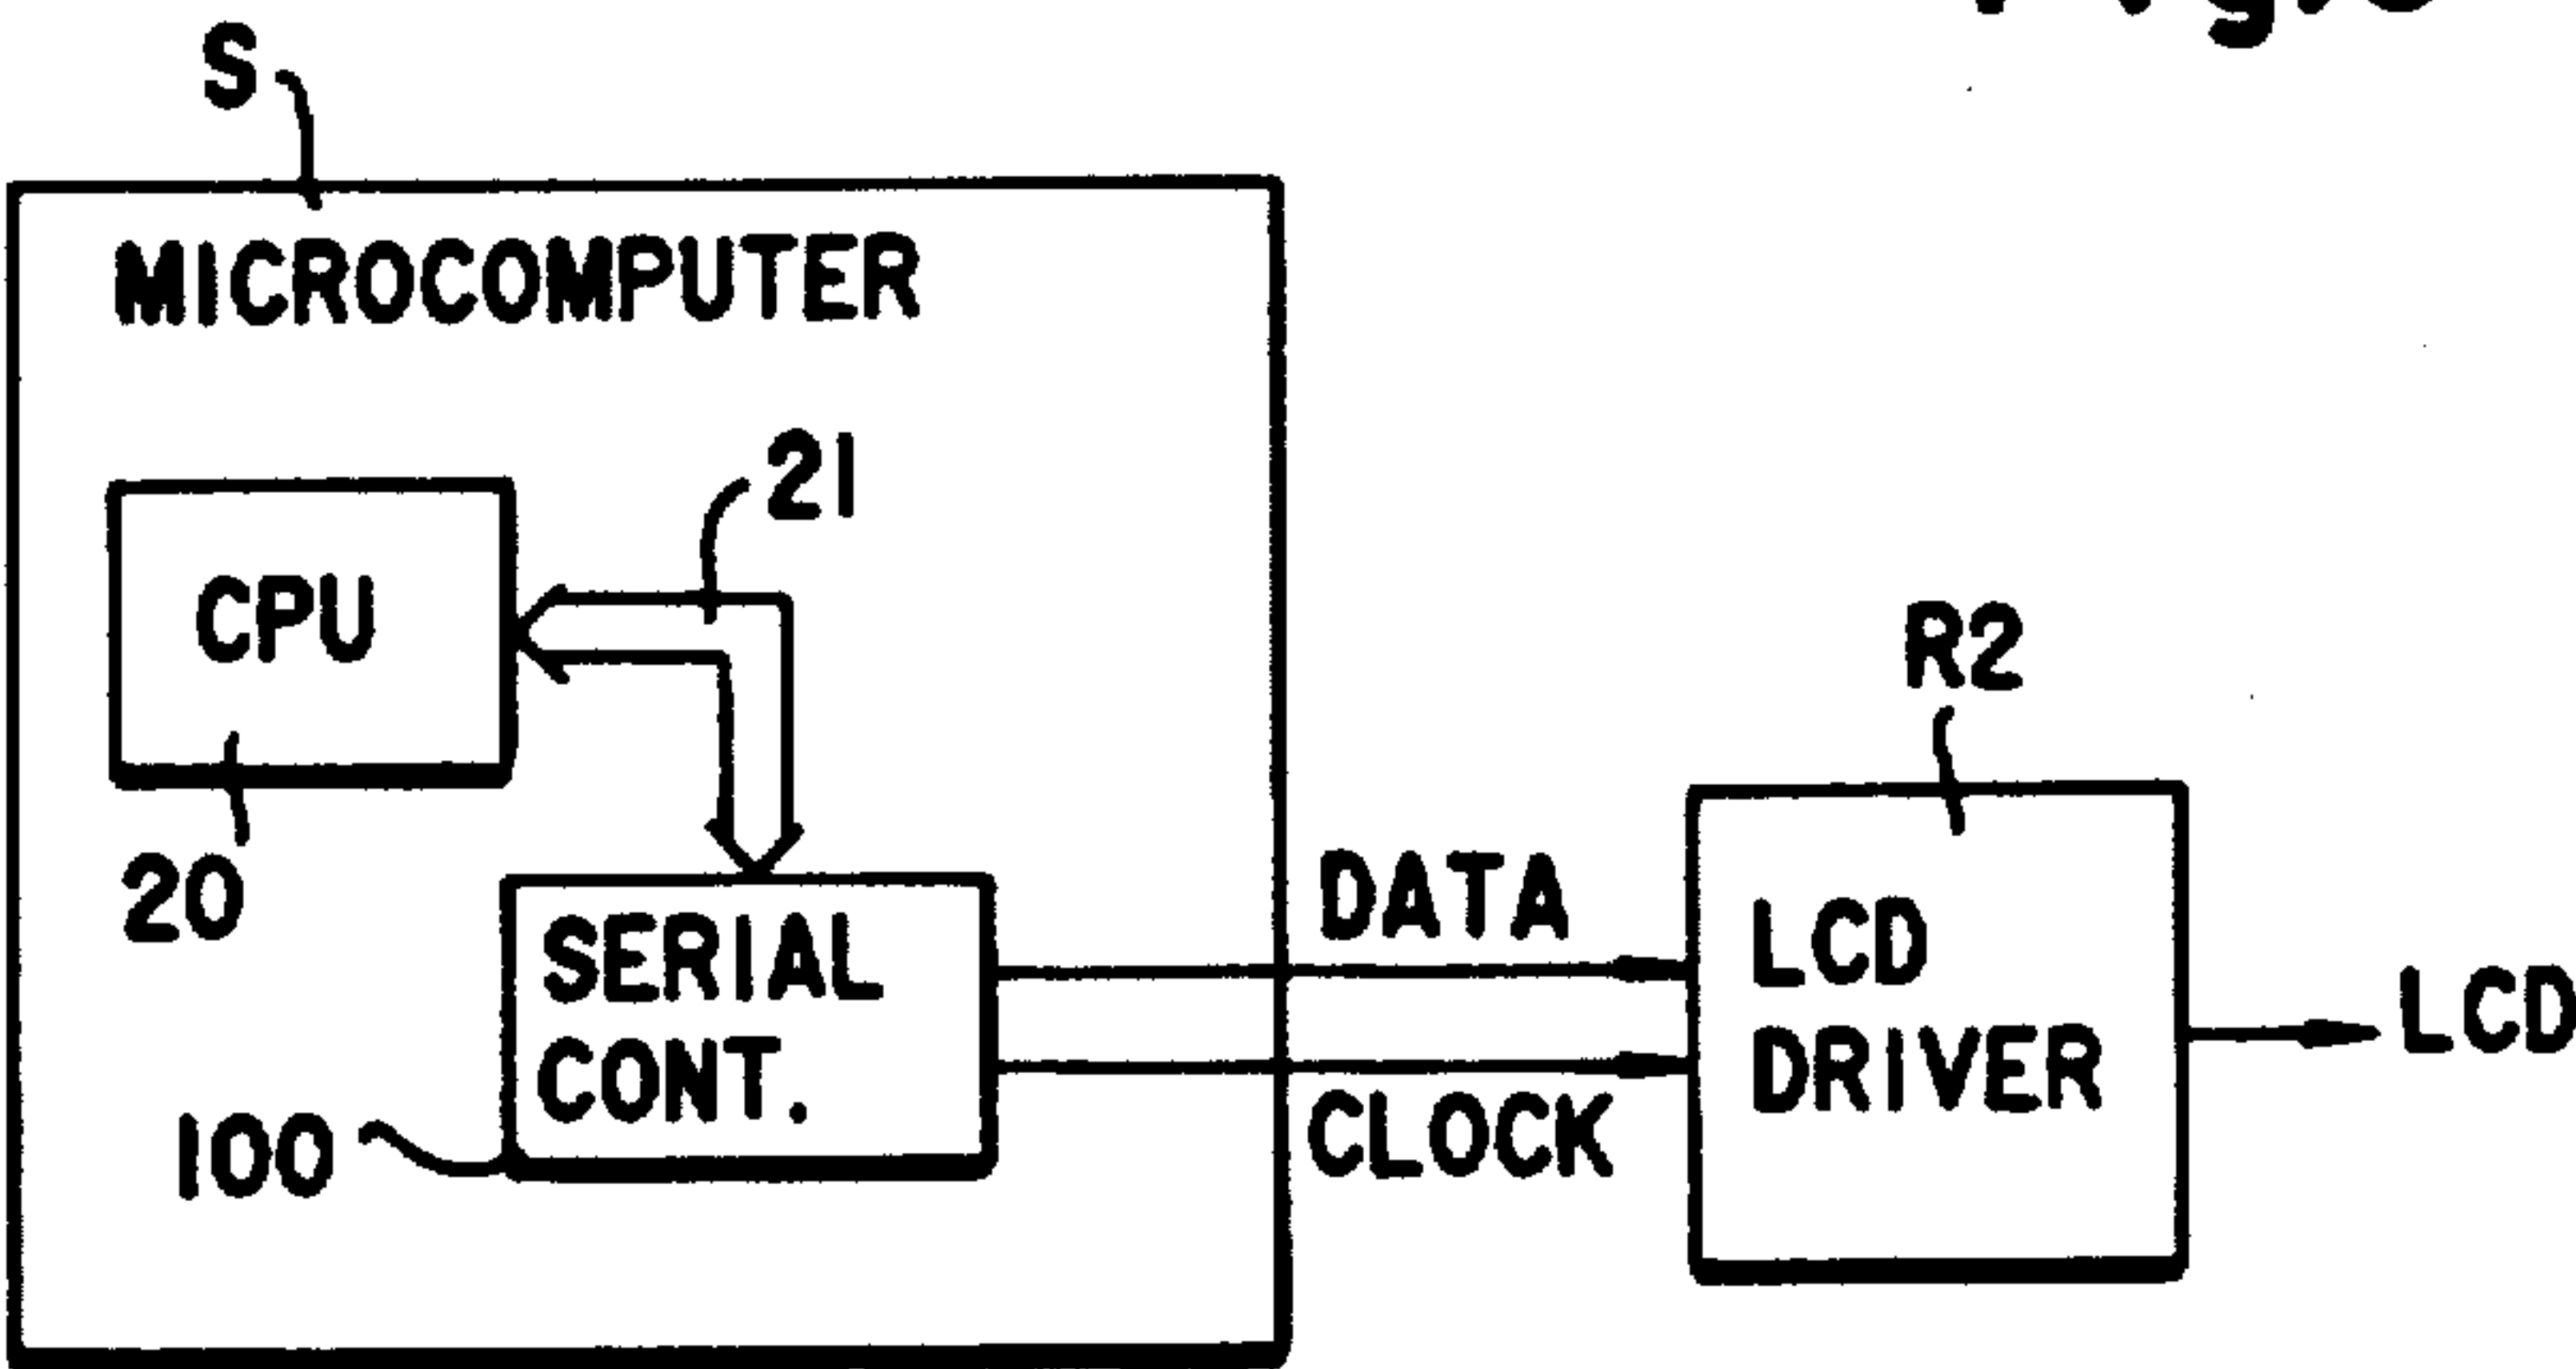 S
MICROCOMPUTER
21
CPU
20
R2
DATA
SERIAL
CONT.
LCD
DRIVER
LCD
CLOCK
100